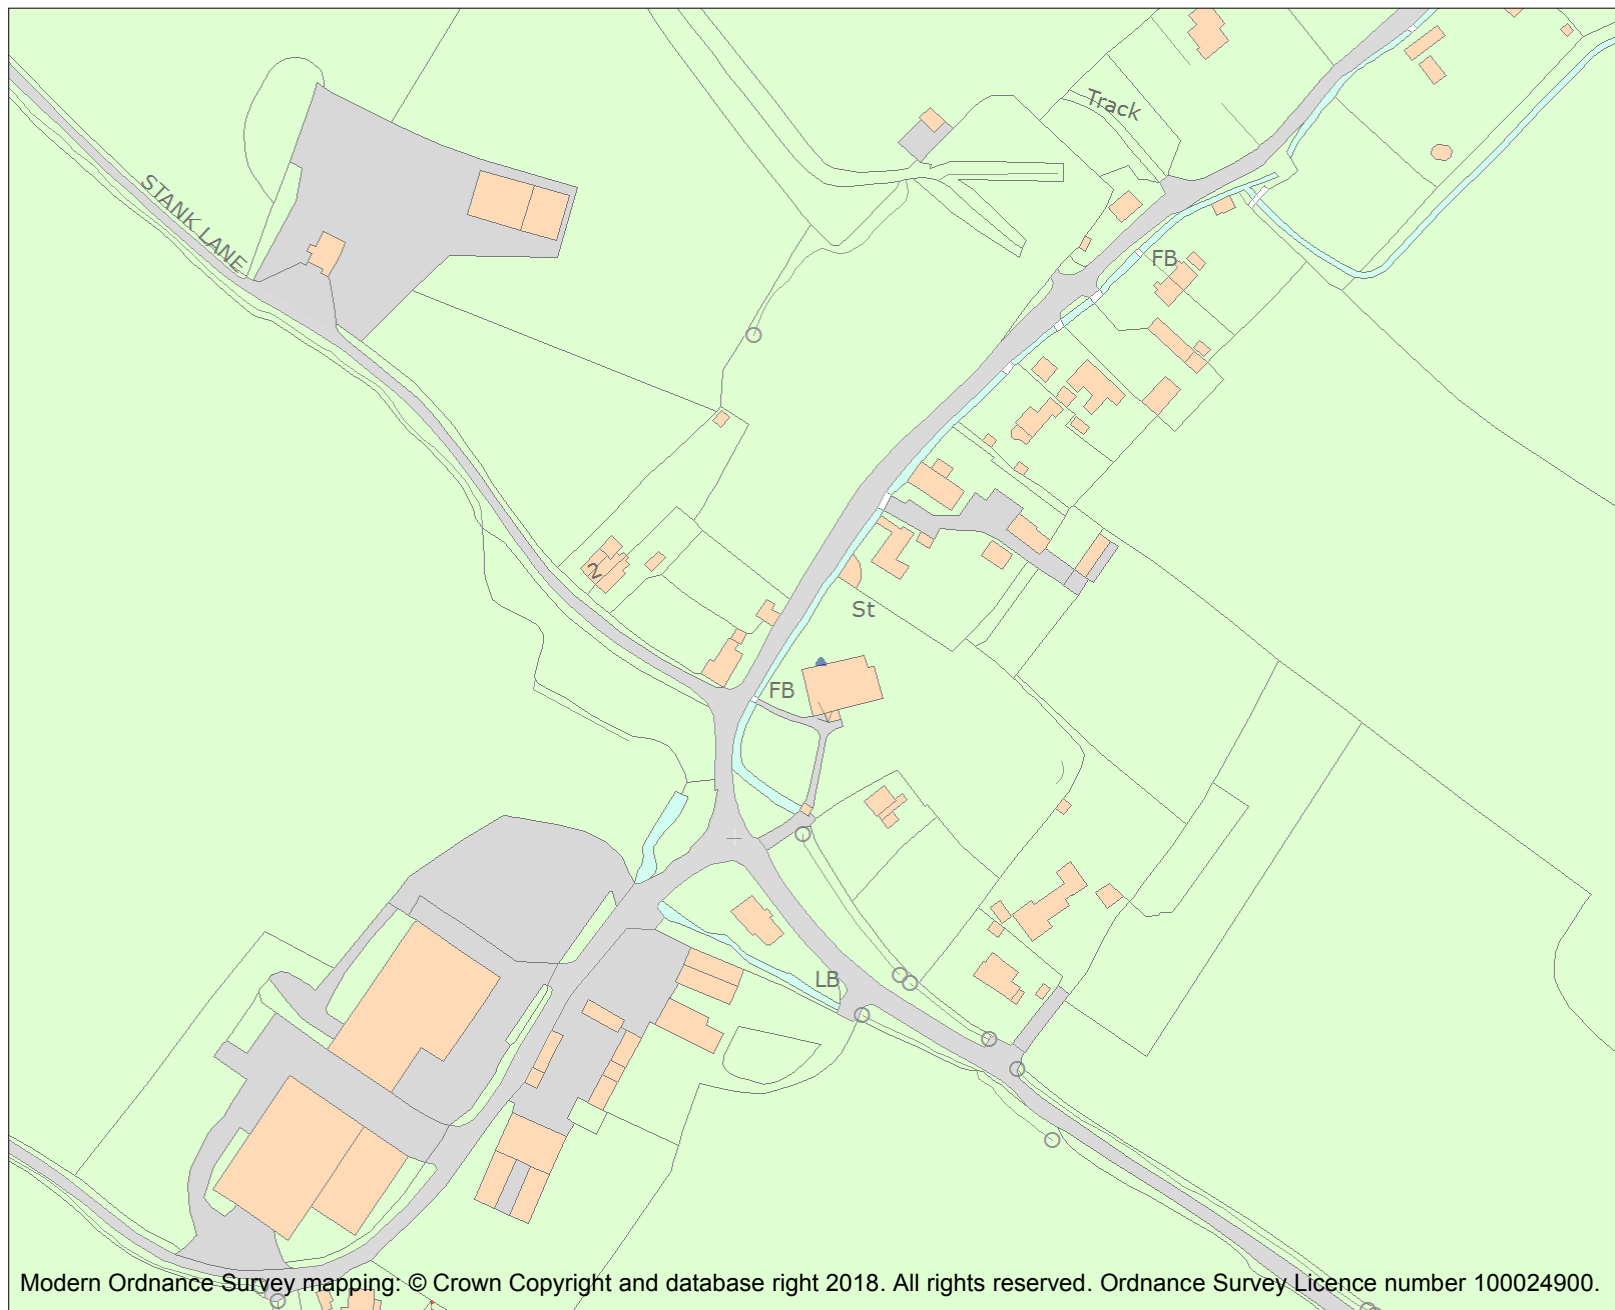 Track
STANK LANE
FB
2
St
FB
LB
Modern Ordnance Survey mapping: © Crown Copyright and database right 2018. All rights reserved. Ordnance Survey Licence number 100024900.